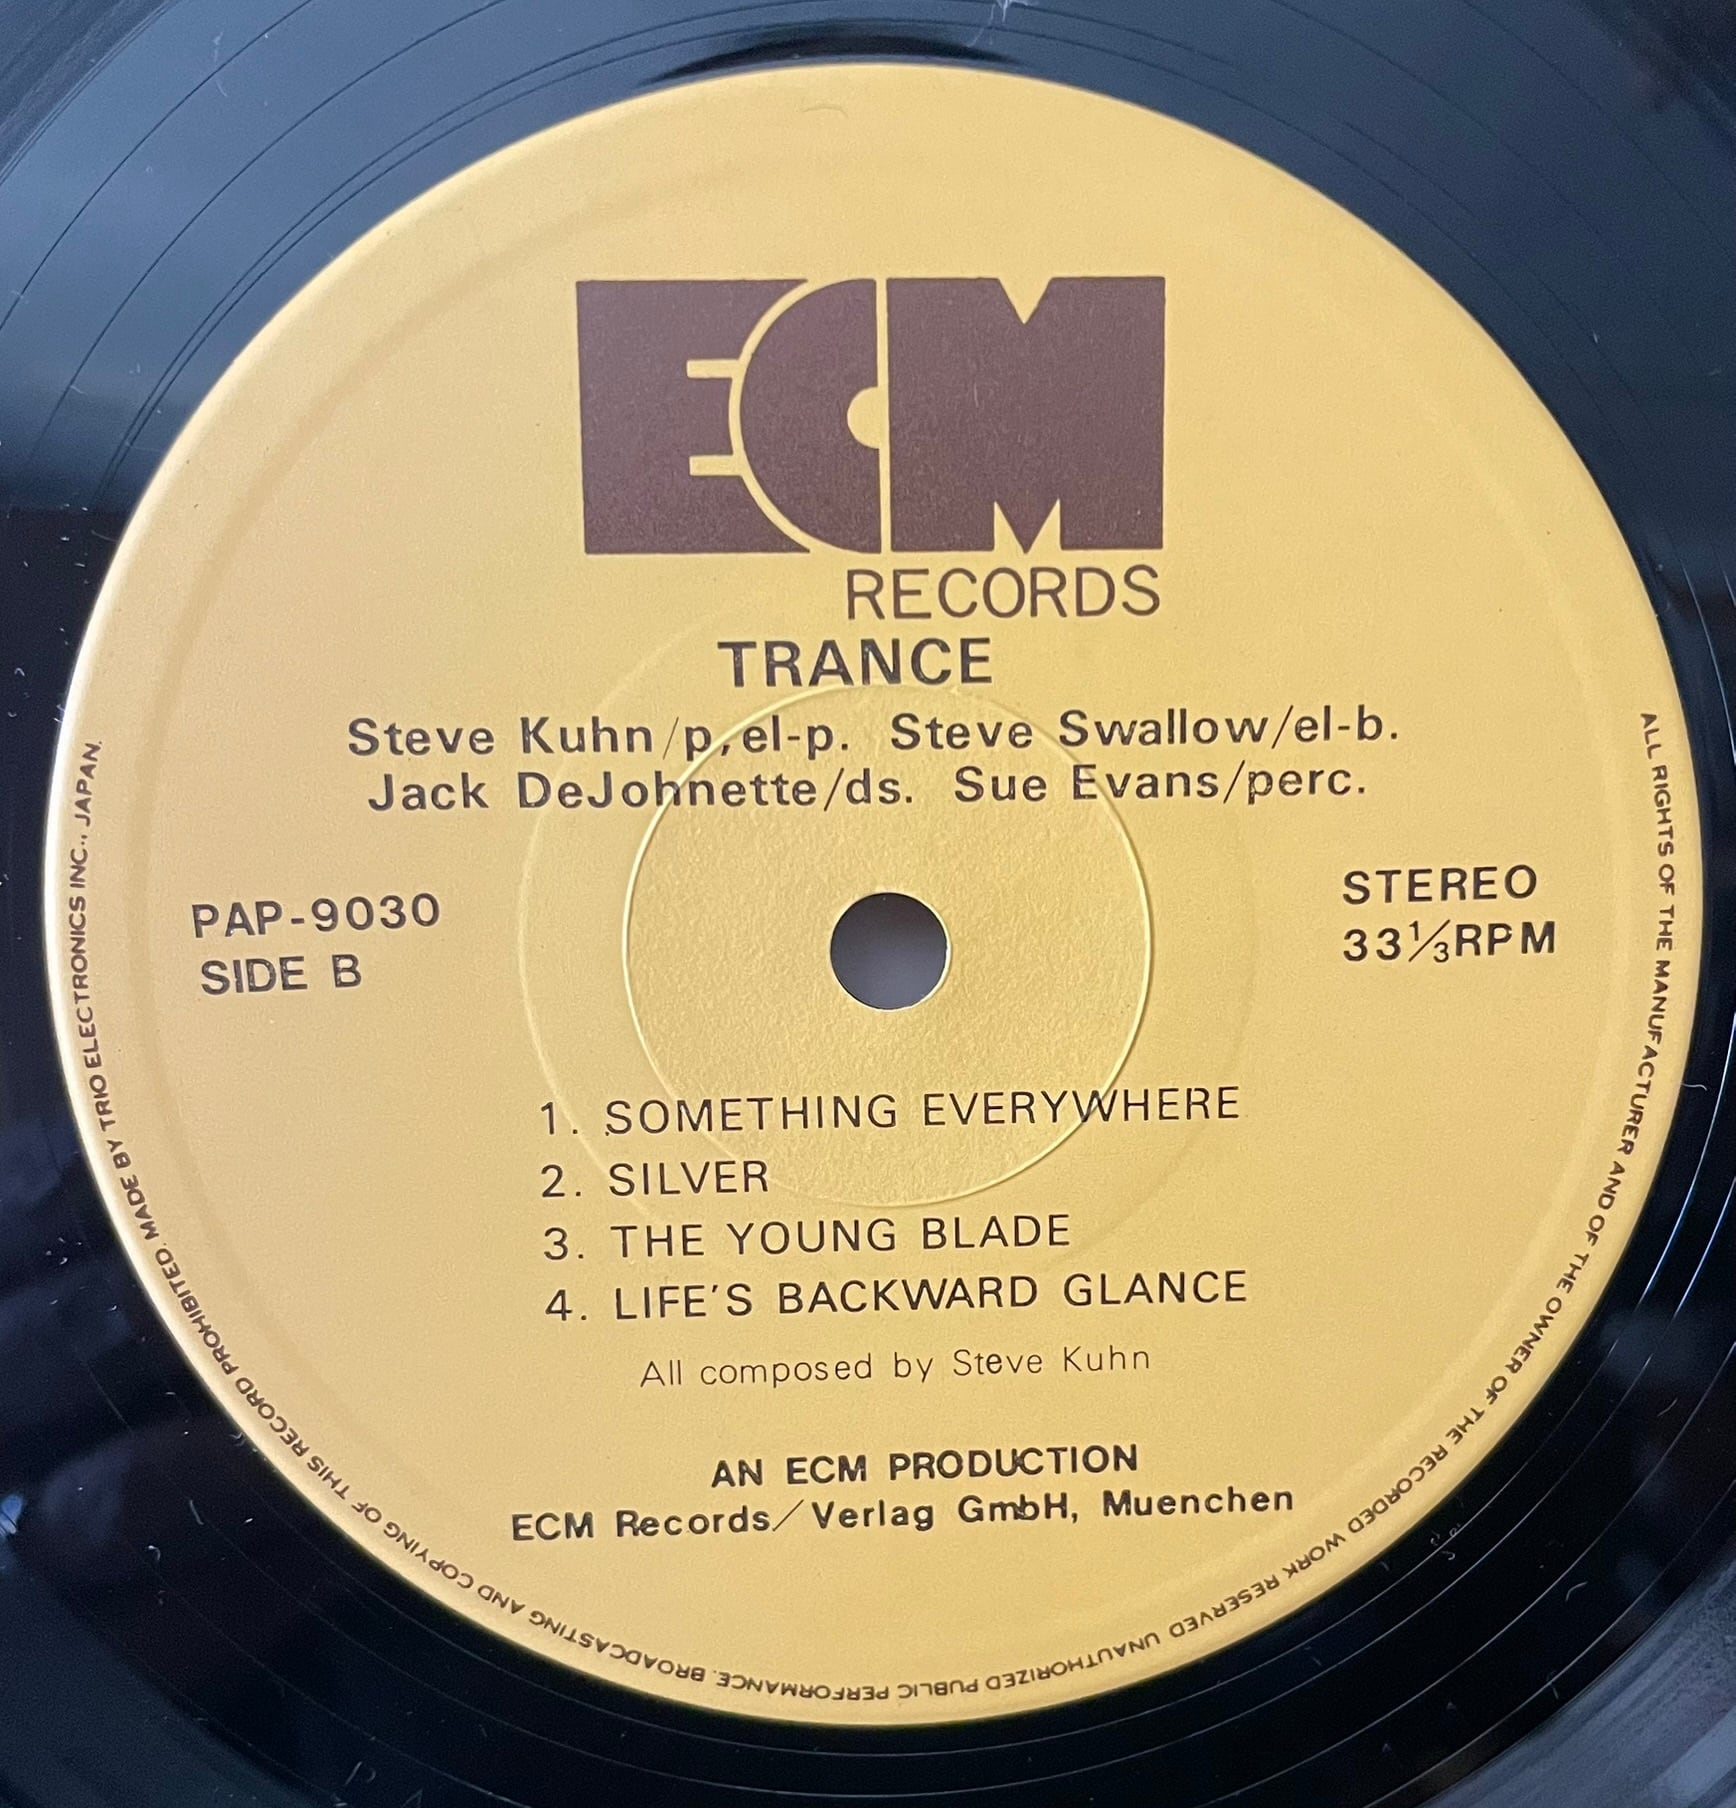 ECM
RECORDS
TRANCE
Steve Kuhn/p,el-p. Steve Swallow/el-b.
Jack DeJohnette/ds. Sue Evans/perc.
PAP-9030
SIDE B
STEREO
33⅓RPM
1. SOMETHING EVERYWHERE
2. SILVER
3. THE YOUNG BLADE
4. LIFE'S BACKWARD GLANCE
All composed by Steve Kuhn
AN ECM PRODUCTION
ECM Records/Verlag GmbH, Muenchen
ALL RIGHTS OF THE MANUFACTURER AND OF THE OWNER OF THE RECORDED WORK RESERVED UNAUTHORIZED PUBLIC PERFORMANCE. BROADCASTING AND COPYING OF THIS RECORD PROHIBITED. MADE BY TRIO ELECTRONICS INC., JAPAN.